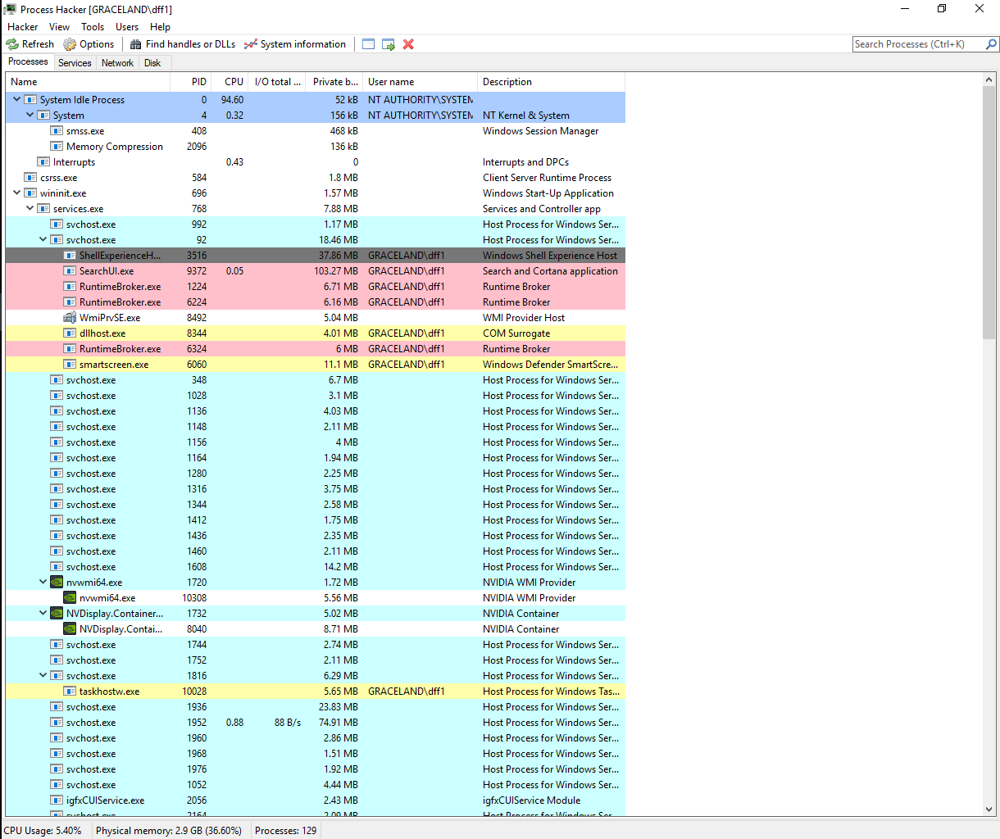 Process Hacker [GRACELAND\dff1]
Hacker View Tools Users Help
Refresh Options Find handles or DLLs System information Search Processes (Ctrl+K)
Processes Services Network Disk
Name PID CPU I/O total ... Private b... User name Description
System Idle Process 0 94.60 52 kB NT AUTHORITY\SYSTEM
System 4 0.32 156 kB NT AUTHORITY\SYSTEM NT Kernel & System
smss.exe 408 468 kB Windows Session Manager
Memory Compression 2096 136 kB
Interrupts 0.43 0 Interrupts and DPCs
csrss.exe 584 1.8 MB Client Server Runtime Process
wininit.exe 696 1.57 MB Windows Start-Up Application
services.exe 768 7.88 MB Services and Controller app
svchost.exe 992 1.17 MB Host Process for Windows Ser...
svchost.exe 92 18.46 MB Host Process for Windows Ser...
ShellExperienceH... 3516 37.86 MB GRACELAND\dff1 Windows Shell Experience Host
SearchUI.exe 9372 0.05 103.27 MB GRACELAND\dff1 Search and Cortana application
RuntimeBroker.exe 1224 6.71 MB GRACELAND\dff1 Runtime Broker
RuntimeBroker.exe 6224 6.16 MB GRACELAND\dff1 Runtime Broker
WmiPrvSE.exe 8492 5.04 MB WMI Provider Host
dllhost.exe 8344 4.01 MB GRACELAND\dff1 COM Surrogate
RuntimeBroker.exe 6324 6 MB GRACELAND\dff1 Runtime Broker
smartscreen.exe 6060 11.1 MB GRACELAND\dff1 Windows Defender SmartScre...
svchost.exe 348 6.7 MB Host Process for Windows Ser...
svchost.exe 1028 3.1 MB Host Process for Windows Ser...
svchost.exe 1136 4.03 MB Host Process for Windows Ser...
svchost.exe 1148 2.11 MB Host Process for Windows Ser...
svchost.exe 1156 4 MB Host Process for Windows Ser...
svchost.exe 1164 1.94 MB Host Process for Windows Ser...
svchost.exe 1280 2.25 MB Host Process for Windows Ser...
svchost.exe 1316 3.75 MB Host Process for Windows Ser...
svchost.exe 1344 2.58 MB Host Process for Windows Ser...
svchost.exe 1412 1.75 MB Host Process for Windows Ser...
svchost.exe 1436 2.35 MB Host Process for Windows Ser...
svchost.exe 1460 2.11 MB Host Process for Windows Ser...
svchost.exe 1608 14.2 MB Host Process for Windows Ser...
nvwmi64.exe 1720 1.72 MB NVIDIA WMI Provider
nvwmi64.exe 10308 5.56 MB NVIDIA WMI Provider
NVDisplay.Container... 1732 5.02 MB NVIDIA Container
NVDisplay.Contai... 8040 8.71 MB NVIDIA Container
svchost.exe 1744 2.74 MB Host Process for Windows Ser...
svchost.exe 1752 2.11 MB Host Process for Windows Ser...
svchost.exe 1816 6.29 MB Host Process for Windows Ser...
taskhostw.exe 10028 5.65 MB GRACELAND\dff1 Host Process for Windows Tas...
svchost.exe 1936 23.83 MB Host Process for Windows Ser...
svchost.exe 1952 0.88 88 B/s 74.91 MB Host Process for Windows Ser...
svchost.exe 1960 2.86 MB Host Process for Windows Ser...
svchost.exe 1968 1.51 MB Host Process for Windows Ser...
svchost.exe 1976 1.92 MB Host Process for Windows Ser...
svchost.exe 1052 4.44 MB Host Process for Windows Ser...
igfxCUIService.exe 2056 2.43 MB igfxCUIService Module
svchost.exe 2164 2.09 MB Host Process for Windows Ser...
CPU Usage: 5.40% Physical memory: 2.9 GB (36.60%) Processes: 129